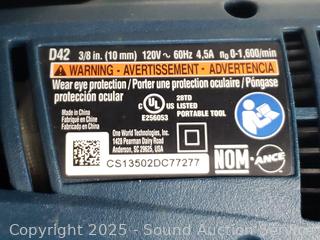 D42 3/8 in. (10 mm) 120V ~ 60Hz 4.5A n₀ 0-1,600/min
⚠ WARNING - AVERTISSEMENT - ADVERTENCIA
Wear eye protection / Porter une protection oculaire / Póngase
protección ocular
Made in China
Fabriqué en China
Fabricado en China
C UL US
LISTED
E256053
28TD
PORTABLE TOOL
One World Technologies, Inc.
1428 Pearman Dairy Road
Anderson, SC 29625, USA
CS13502DC77277
NOM-ANCE
Copyright 2025 - Sound Auction Service